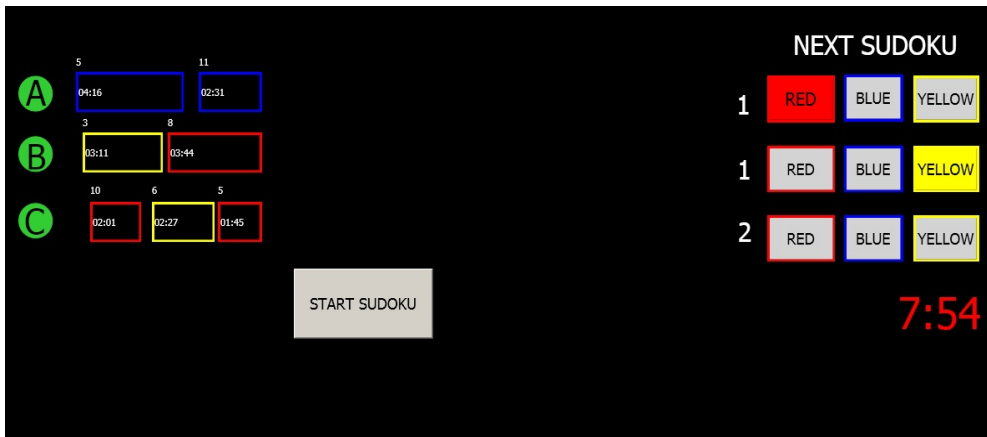 NEXT SUDOKU
5 11
A 04:16 02:31
1 RED BLUE YELLOW
3 8
B 03:11 03:44
1 RED BLUE YELLOW
10 6 5
C 02:01 02:27 01:45
2 RED BLUE YELLOW
START SUDOKU
7:54